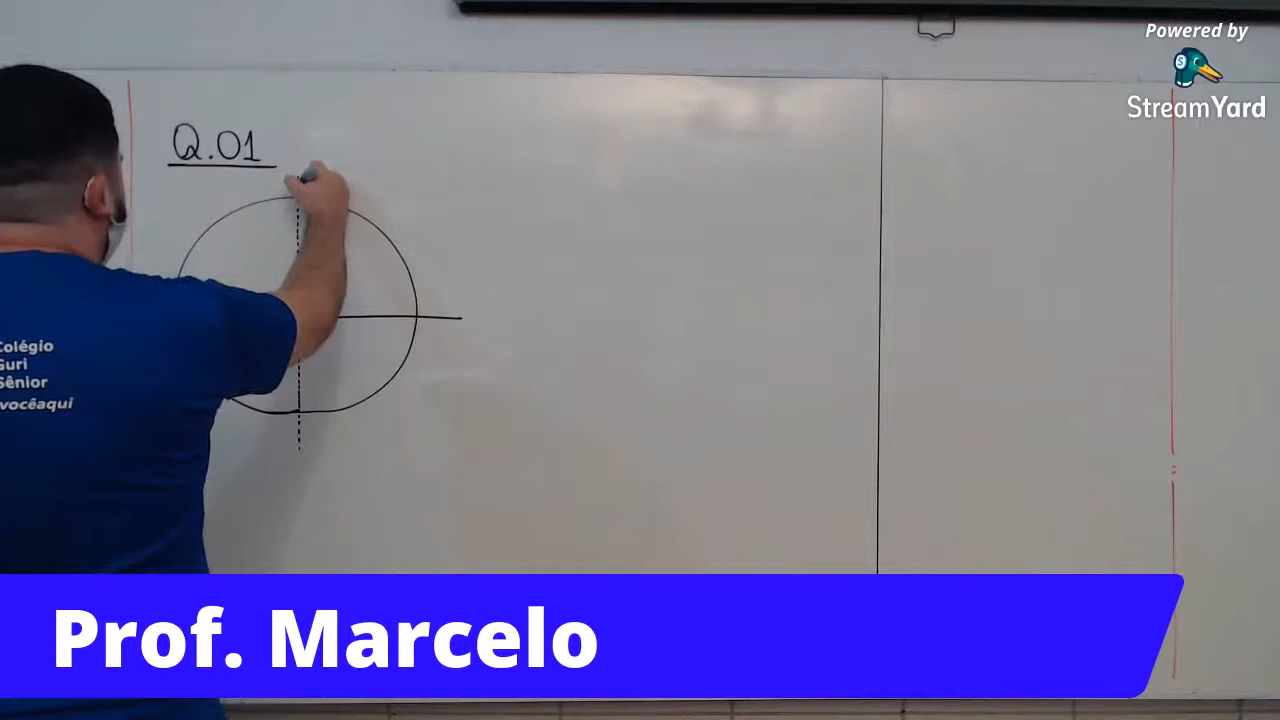 Powered by
StreamYard
Q.01
Colégio
Guri
Sênior
vocêaqui
Prof. Marcelo